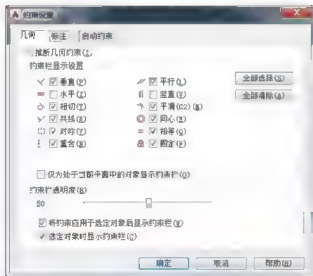 约束设置
几何 标注 自动约束
推断几何约束(I)
约束栏显示设置
垂直(P) 平行(L) 全部选择(S)
水平(Z) 竖直(V) 全部清除(A)
相切(T) 平滑(G2)(M)
共线(E) 同心(N)
对称(Y) 相等(Q)
重合(H) 固定(F)
仅为处于当前平面中的对象显示约束栏(O)
约束栏透明度(B)
50
将约束应用于选定对象后显示约束栏(W)
选定对象时显示约束栏(C)
确定 取消 帮助(H)